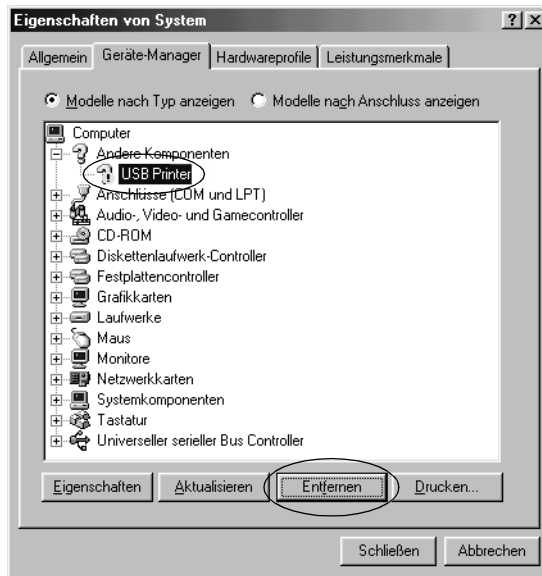 Eigenschaften von System
? ×
Allgemein Geräte-Manager Hardwareprofile Leistungsmerkmale
Modelle nach Typ anzeigen Modelle nach Anschluss anzeigen
Computer
Andere Komponenten
USB Printer
Anschlüsse (COM und LPT)
Audio-, Video- und Gamecontroller
CD-ROM
Diskettenlaufwerk-Controller
Festplattencontroller
Grafikkarten
Laufwerke
Maus
Monitore
Netzwerkkarten
Systemkomponenten
Tastatur
Universeller serieller Bus Controller
Eigenschaften Aktualisieren Entfernen Drucken...
Schließen Abbrechen